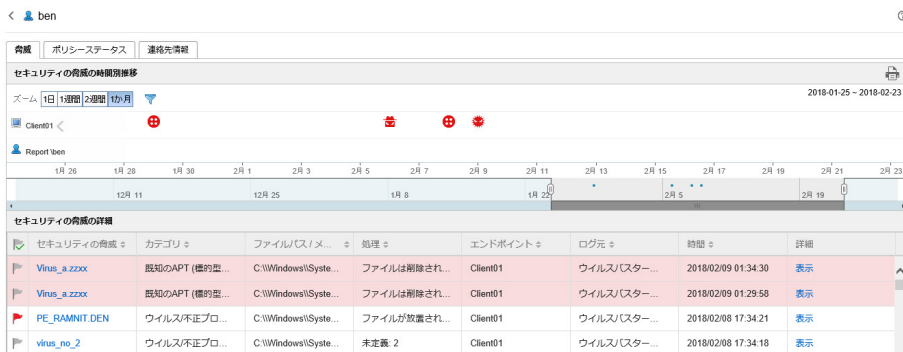 ben
脅威 ポリシーステータス 連絡先情報
セキュリティの脅威の時間別推移
ズーム 1日 1週間 2週間 1か月
2018-01-25 ~ 2018-02-23
Client01
Report \ben
1月 26 1月 28 1月 30 2月 1 2月 3 2月 5 2月 7 2月 9 2月 11 2月 13 2月 15 2月 17 2月 19 2月 21 2月 23
12月 11 12月 25 1月 8 1月 22 2月 5 2月 19
セキュリティの脅威の詳細
セキュリティの脅威 カテゴリ ファイルパス / メ... 処理 エンドポイント ログ元 時間 詳細
Virus_a.zzxx 既知のAPT (標的型... C:\\Windows\\Syste... ファイルは削除され... Client01 ウイルスバスター... 2018/02/09 01:34:30 表示
Virus_a.zzxx 既知のAPT (標的型... C:\\Windows\\Syste... ファイルは削除され... Client01 ウイルスバスター... 2018/02/09 01:29:58 表示
PE_RAMNIT.DEN ウイルス/不正プロ... C:\\Windows\\Syste... ファイルが放置され... Client01 ウイルスバスター... 2018/02/08 17:34:21 表示
virus_no_2 ウイルス/不正プロ... C:\\Windows\\Syste... 未定義: 2 Client01 ウイルスバスター... 2018/02/08 17:34:18 表示